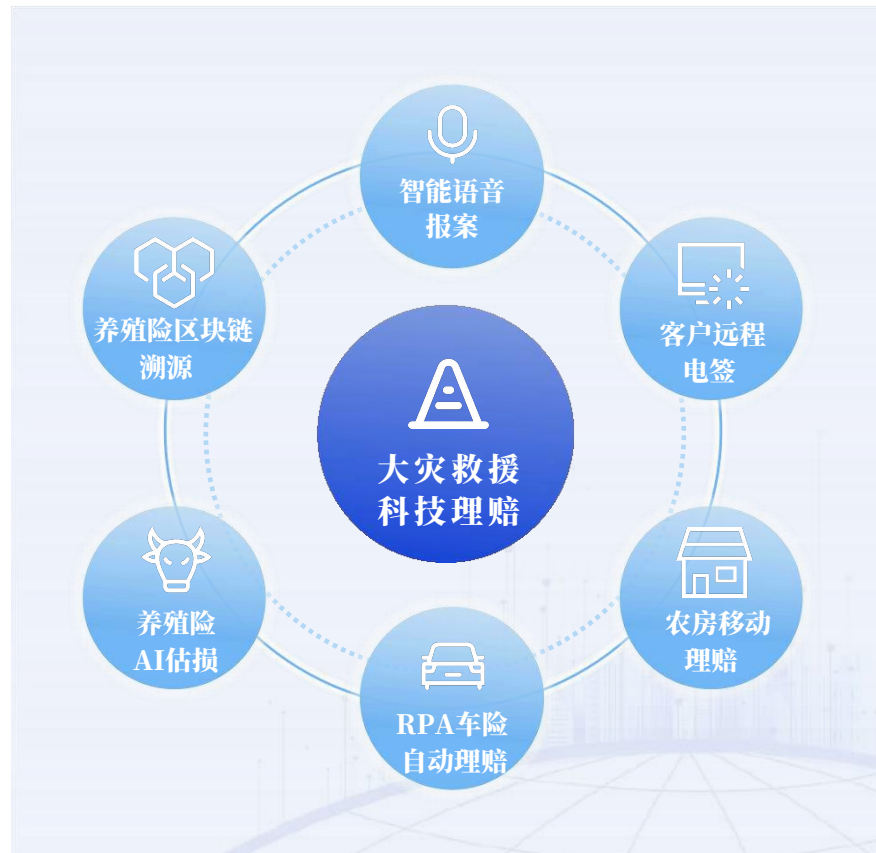 智能语音
报案
养殖险区块链
溯源
客户远程
电签
大灾救援
科技理赔
养殖险
AI估损
农房移动
理赔
RPA车险
自动理赔